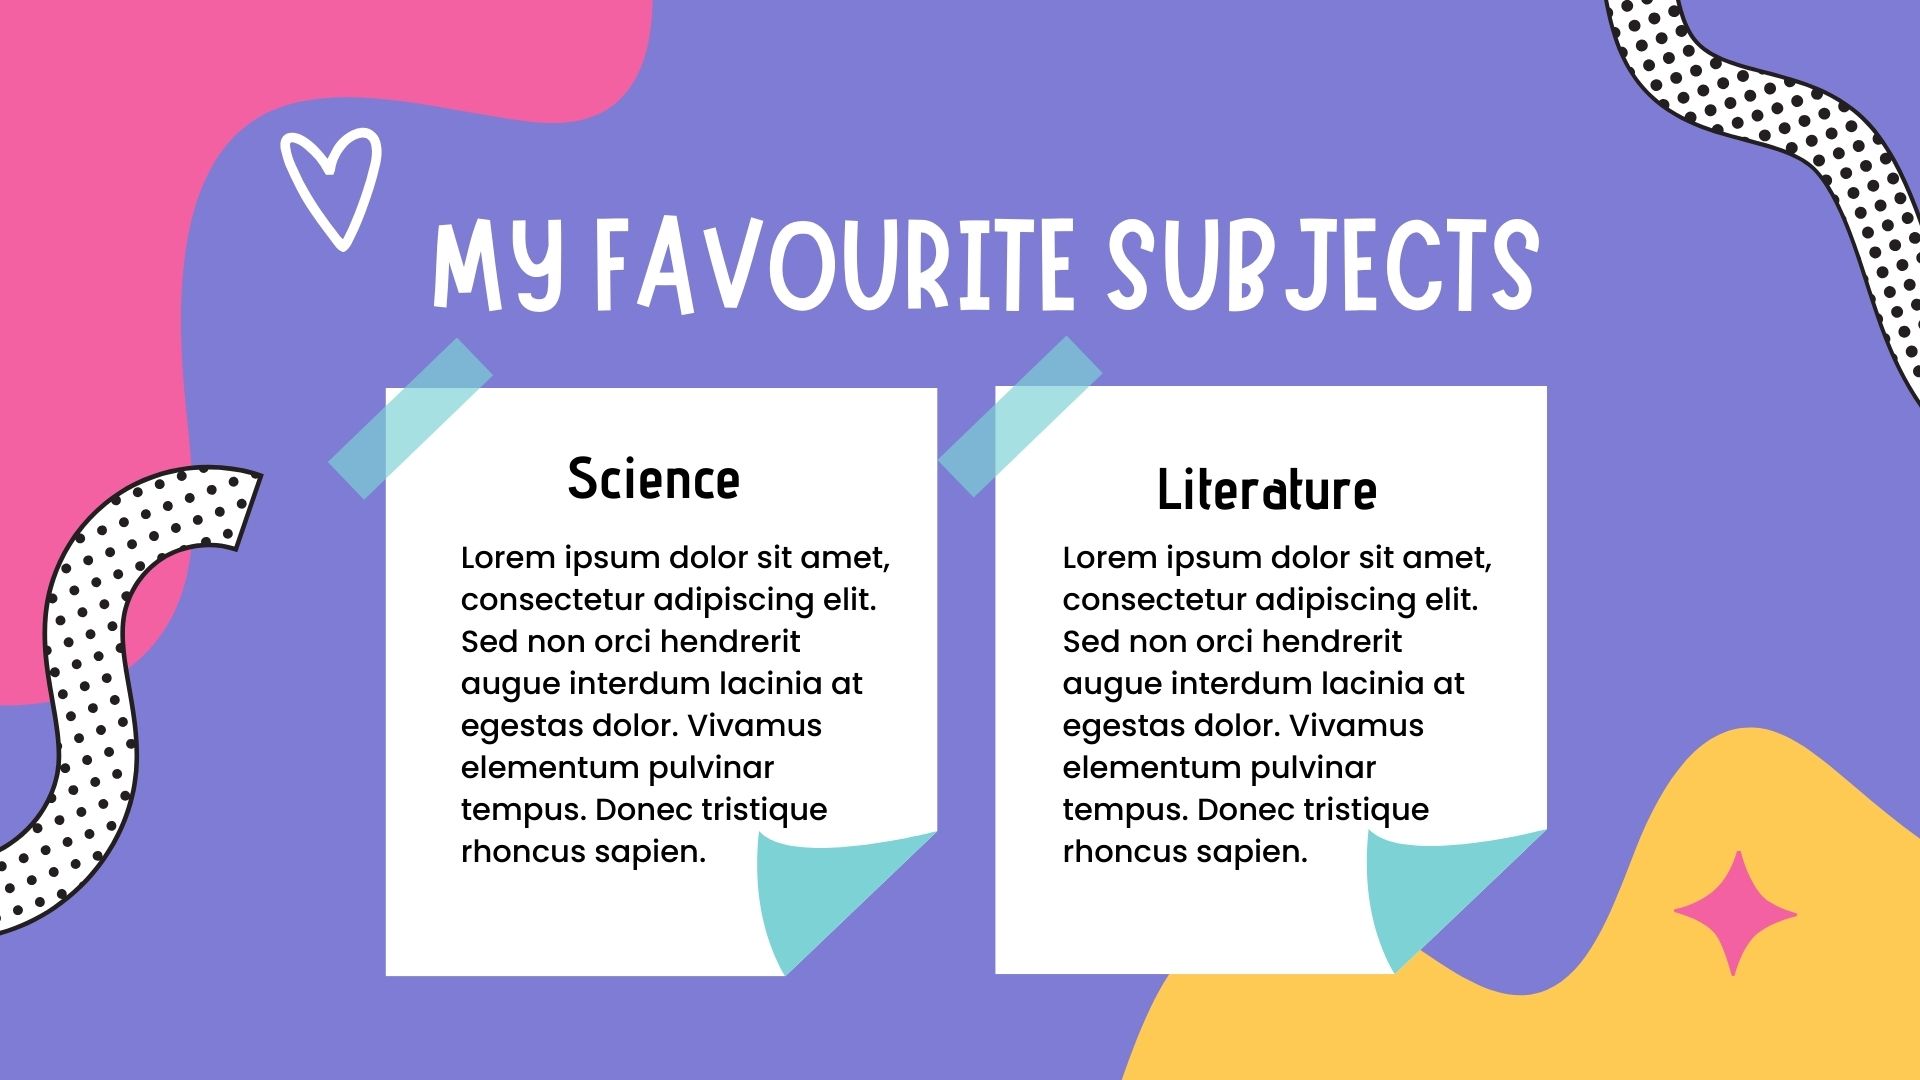 MY FAVOURITE SUBJECTS
Science
Lorem ipsum dolor sit amet,
consectetur adipiscing elit.
Sed non orci hendrerit
augue interdum lacinia at
egestas dolor. Vivamus
elementum pulvinar
tempus. Donec tristique
rhoncus sapien.
Literature
Lorem ipsum dolor sit amet,
consectetur adipiscing elit.
Sed non orci hendrerit
augue interdum lacinia at
egestas dolor. Vivamus
elementum pulvinar
tempus. Donec tristique
rhoncus sapien.